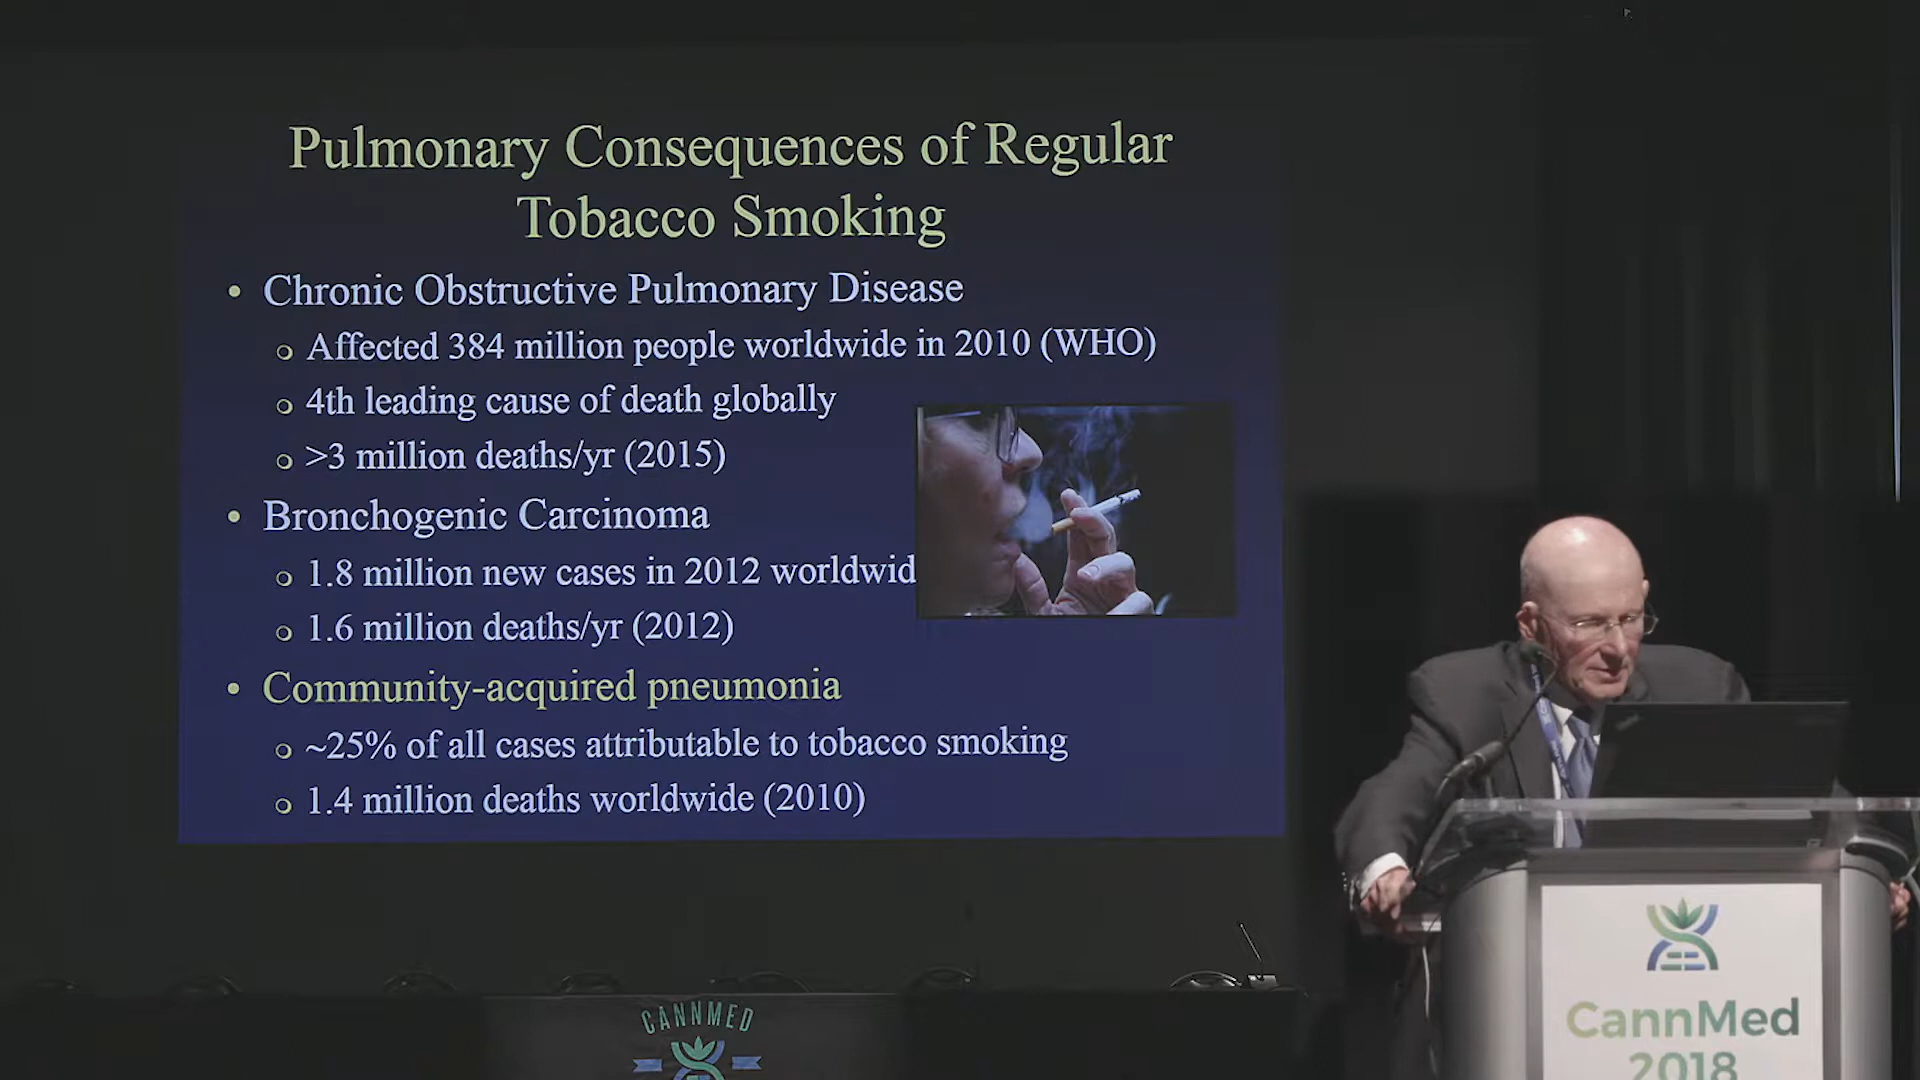 Pulmonary Consequences of Regular
Tobacco Smoking
• Chronic Obstructive Pulmonary Disease
o Affected 384 million people worldwide in 2010 (WHO)
o 4th leading cause of death globally
o >3 million deaths/yr (2015)
• Bronchogenic Carcinoma
o 1.8 million new cases in 2012 worldwid
o 1.6 million deaths/yr (2012)
• Community-acquired pneumonia
o ~25% of all cases attributable to tobacco smoking
o 1.4 million deaths worldwide (2010)
CANNMED
CannMed
2018